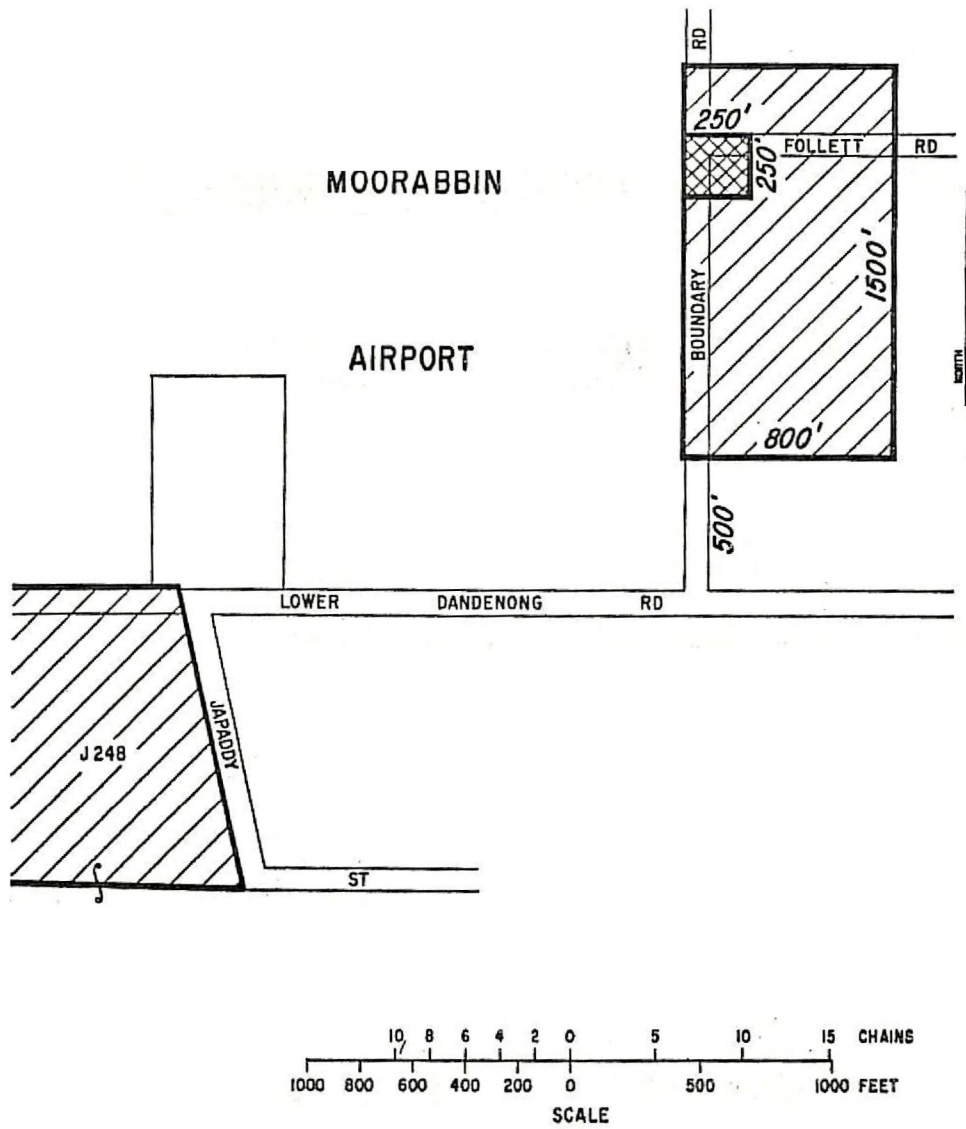 RD
250'
FOLLETT RD
250'
MOORABBIN
1500'
BOUNDARY
NORTH
AIRPORT
800'
500'
LOWER DANDENONG RD
JAPADDY
J 248
ST
10 8 6 4 2 0 5 10 15 CHAINS
1000 800 600 400 200 0 500 1000 FEET
SCALE